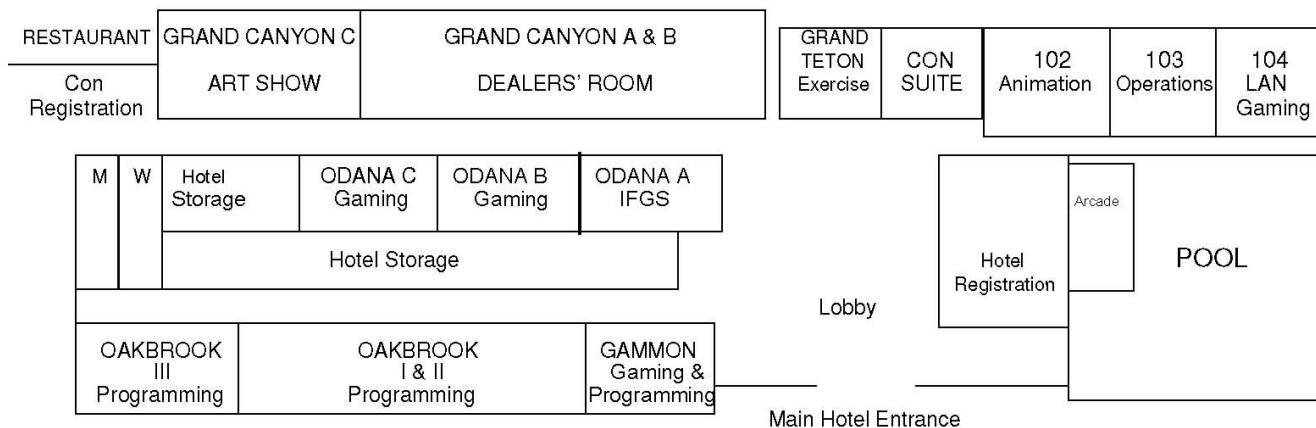 RESTAURANT
Con
Registration
GRAND CANYON C
ART SHOW
GRAND CANYON A & B
DEALERS' ROOM
GRAND
TETON
Exercise
CON
SUITE
102
Animation
103
Operations
104
LAN
Gaming
M
W
Hotel
Storage
ODANA C
Gaming
ODANA B
Gaming
ODANA A
IFGS
Hotel Storage
Hotel
Registration
Arcade
POOL
Lobby
OAKBROOK
III
Programming
OAKBROOK
I & II
Programming
GAMMON
Gaming &
Programming
Main Hotel Entrance